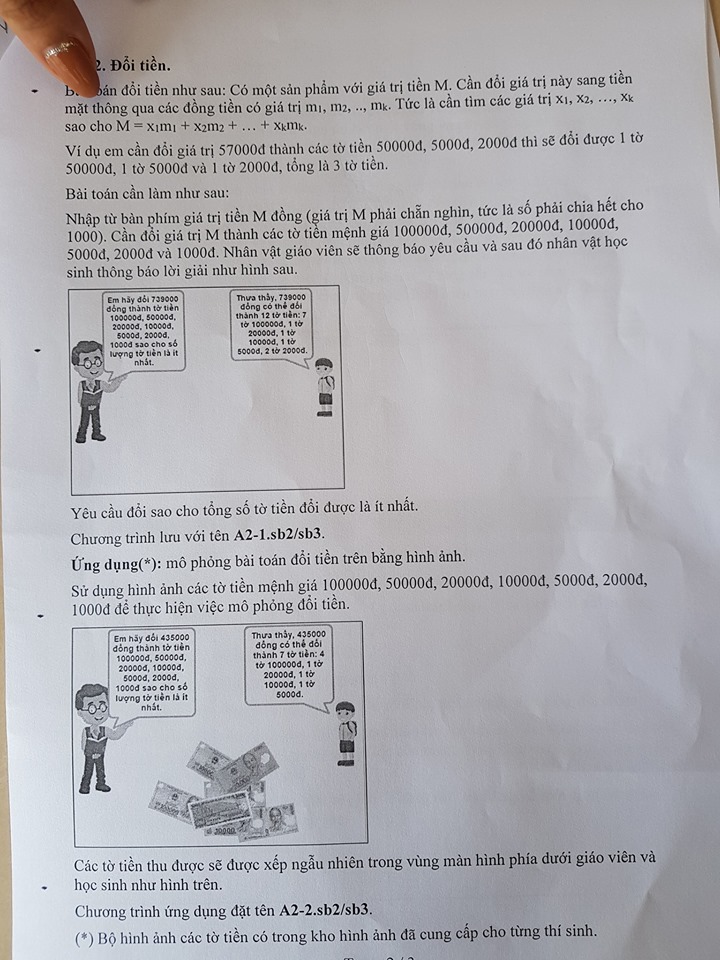 2. Đổi tiền.
toán đổi tiền như sau: Có một sản phẩm với giá trị tiền M. Cần đổi giá trị này sang tiền
mặt thông qua các đồng tiền có giá trị m1, m2, .., mk. Tức là cần tìm các giá trị x1, x2, …, xk
sao cho M = x1m1 + x2m2 + … + xkmk.
Ví dụ em cần đổi giá trị 57000đ thành các tờ tiền 50000đ, 5000đ, 2000đ thì sẽ đổi được 1 tờ
50000đ, 1 tờ 5000đ và 1 tờ 2000đ, tổng là 3 tờ tiền.
Bài toán cần làm như sau:
Nhập từ bàn phím giá trị tiền M đồng (giá trị M phải chẵn nghìn, tức là số phải chia hết cho
1000). Cần đổi giá trị M thành các tờ tiền mệnh giá 100000đ, 50000đ, 20000đ, 10000đ,
5000đ, 2000đ và 1000đ. Nhân vật giáo viên sẽ thông báo yêu cầu và sau đó nhân vật học
sinh thông báo lời giải như hình sau.
Em hãy đổi 739000
đồng thành tờ tiền
100000đ, 50000đ,
20000đ, 10000đ,
5000đ, 2000đ,
1000đ sao cho số
lượng tờ tiền là ít
nhất.
Thưa thầy, 739000
đồng có thể đổi
thành 12 tờ tiền: 7
tờ 100000đ, 1 tờ
20000đ, 1 tờ
10000đ, 1 tờ
5000đ, 2 tờ 2000đ.
Yêu cầu đổi sao cho tổng số tờ tiền đổi được là ít nhất.
Chương trình lưu với tên A2-1.sb2/sb3.
Ứng dụng(*): mô phỏng bài toán đổi tiền trên bằng hình ảnh.
Sử dụng hình ảnh các tờ tiền mệnh giá 100000đ, 50000đ, 20000đ, 10000đ, 5000đ, 2000đ,
1000đ để thực hiện việc mô phỏng đổi tiền.
Em hãy đổi 435000
đồng thành tờ tiền
100000đ, 50000đ,
20000đ, 10000đ,
5000đ, 2000đ,
1000đ sao cho số
lượng tờ tiền là ít
nhất.
Thưa thầy, 435000
đồng có thể đổi
thành 7 tờ tiền: 4
tờ 100000đ, 1 tờ
20000đ, 1 tờ
10000đ, 1 tờ
5000đ.
Các tờ tiền thu được sẽ được xếp ngẫu nhiên trong vùng màn hình phía dưới giáo viên và
học sinh như hình trên.
Chương trình ứng dụng đặt tên A2-2.sb2/sb3.
(*) Bộ hình ảnh các tờ tiền có trong kho hình ảnh đã cung cấp cho từng thí sinh.